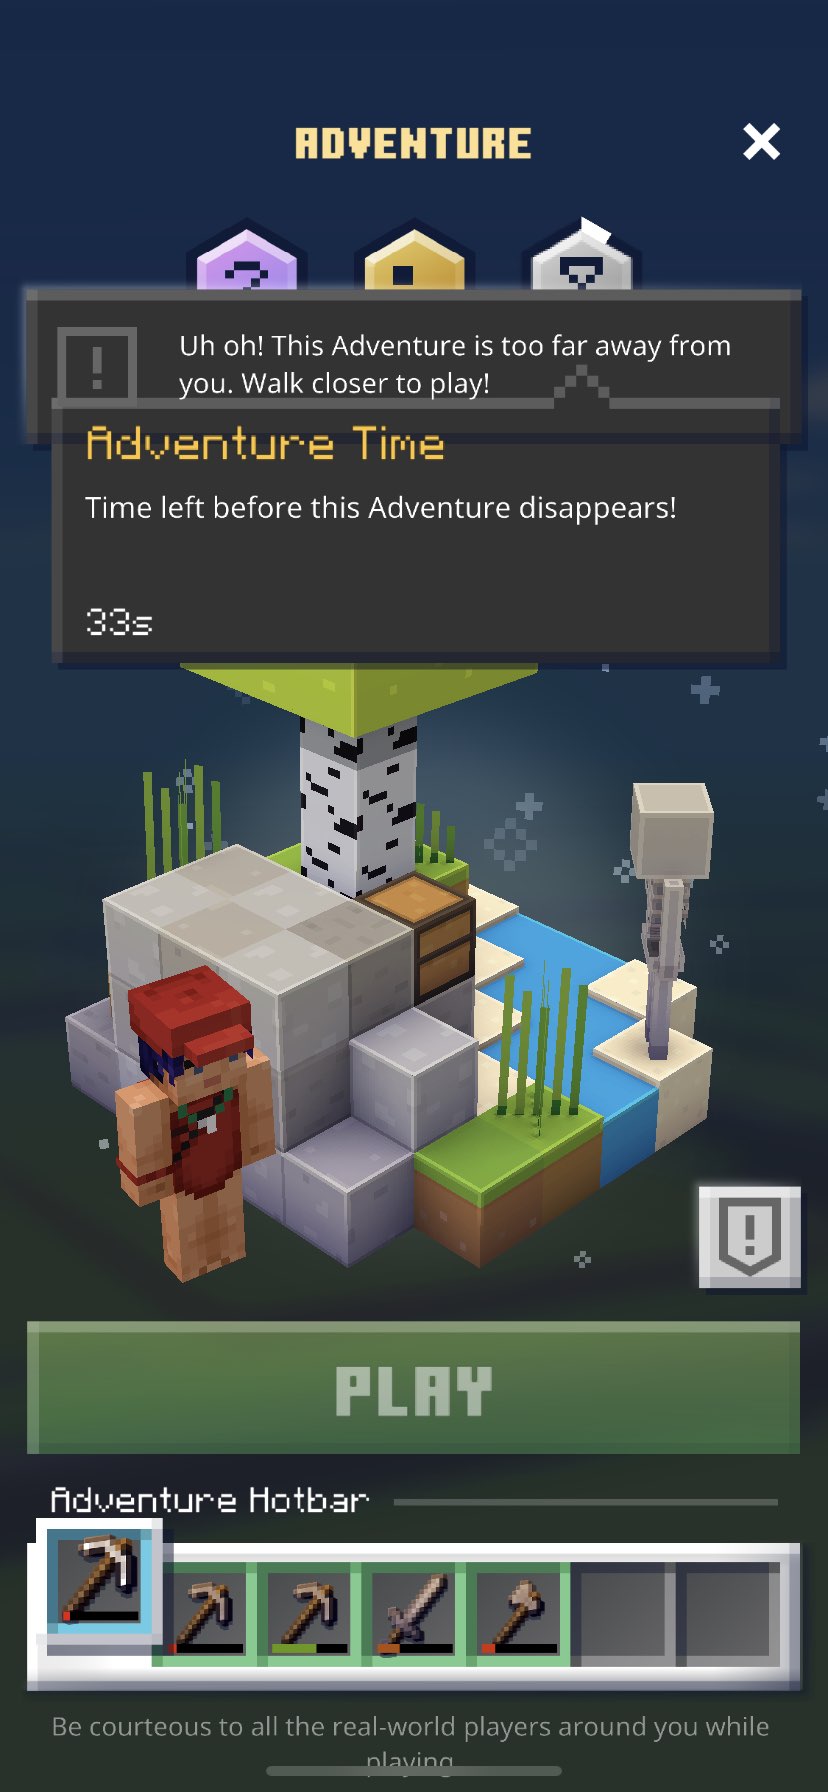 ADVENTURE
Uh oh! This Adventure is too far away from
you. Walk closer to play!
Adventure Time
Time left before this Adventure disappears!
33s
PLAY
Adventure Hotbar
Be courteous to all the real-world players around you while
playing